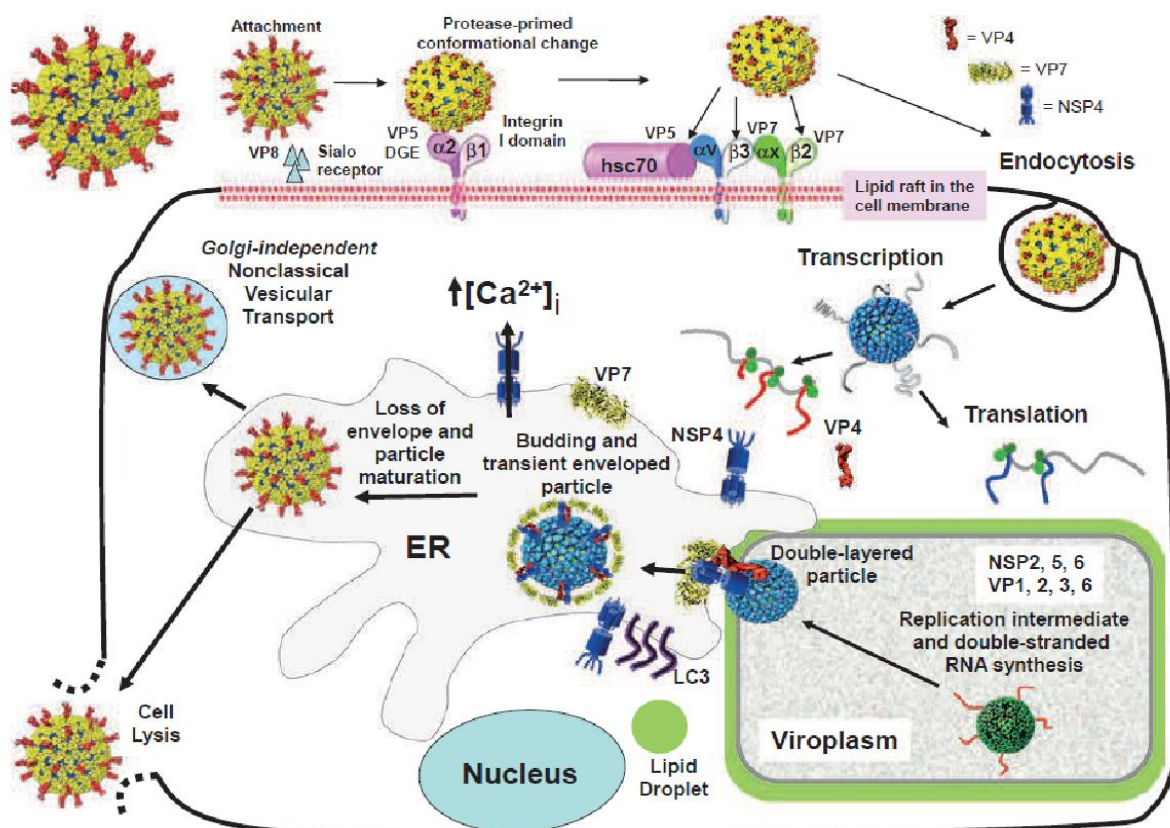 Attachment
Protease-primed
conformational change
= VP4
= VP7
= NSP4
VP8
Sialo
receptor
VP5
DGE
α2
β1
Integrin
I domain
VP5
hsc70
αV
β3
VP7
αx
β2
VP7
Endocytosis
Lipid raft in the
cell membrane
Golgi-independent
Nonclassical
Vesicular
Transport
[Ca2+]i
Transcription
VP7
Loss of
envelope and
particle
maturation
Budding and
transient enveloped
particle
NSP4
VP4
Translation
ER
Double-layered
particle
NSP2, 5, 6
VP1, 2, 3, 6
Replication intermediate
and double-stranded
RNA synthesis
LC3
Cell
Lysis
Nucleus
Lipid
Droplet
Viroplasm